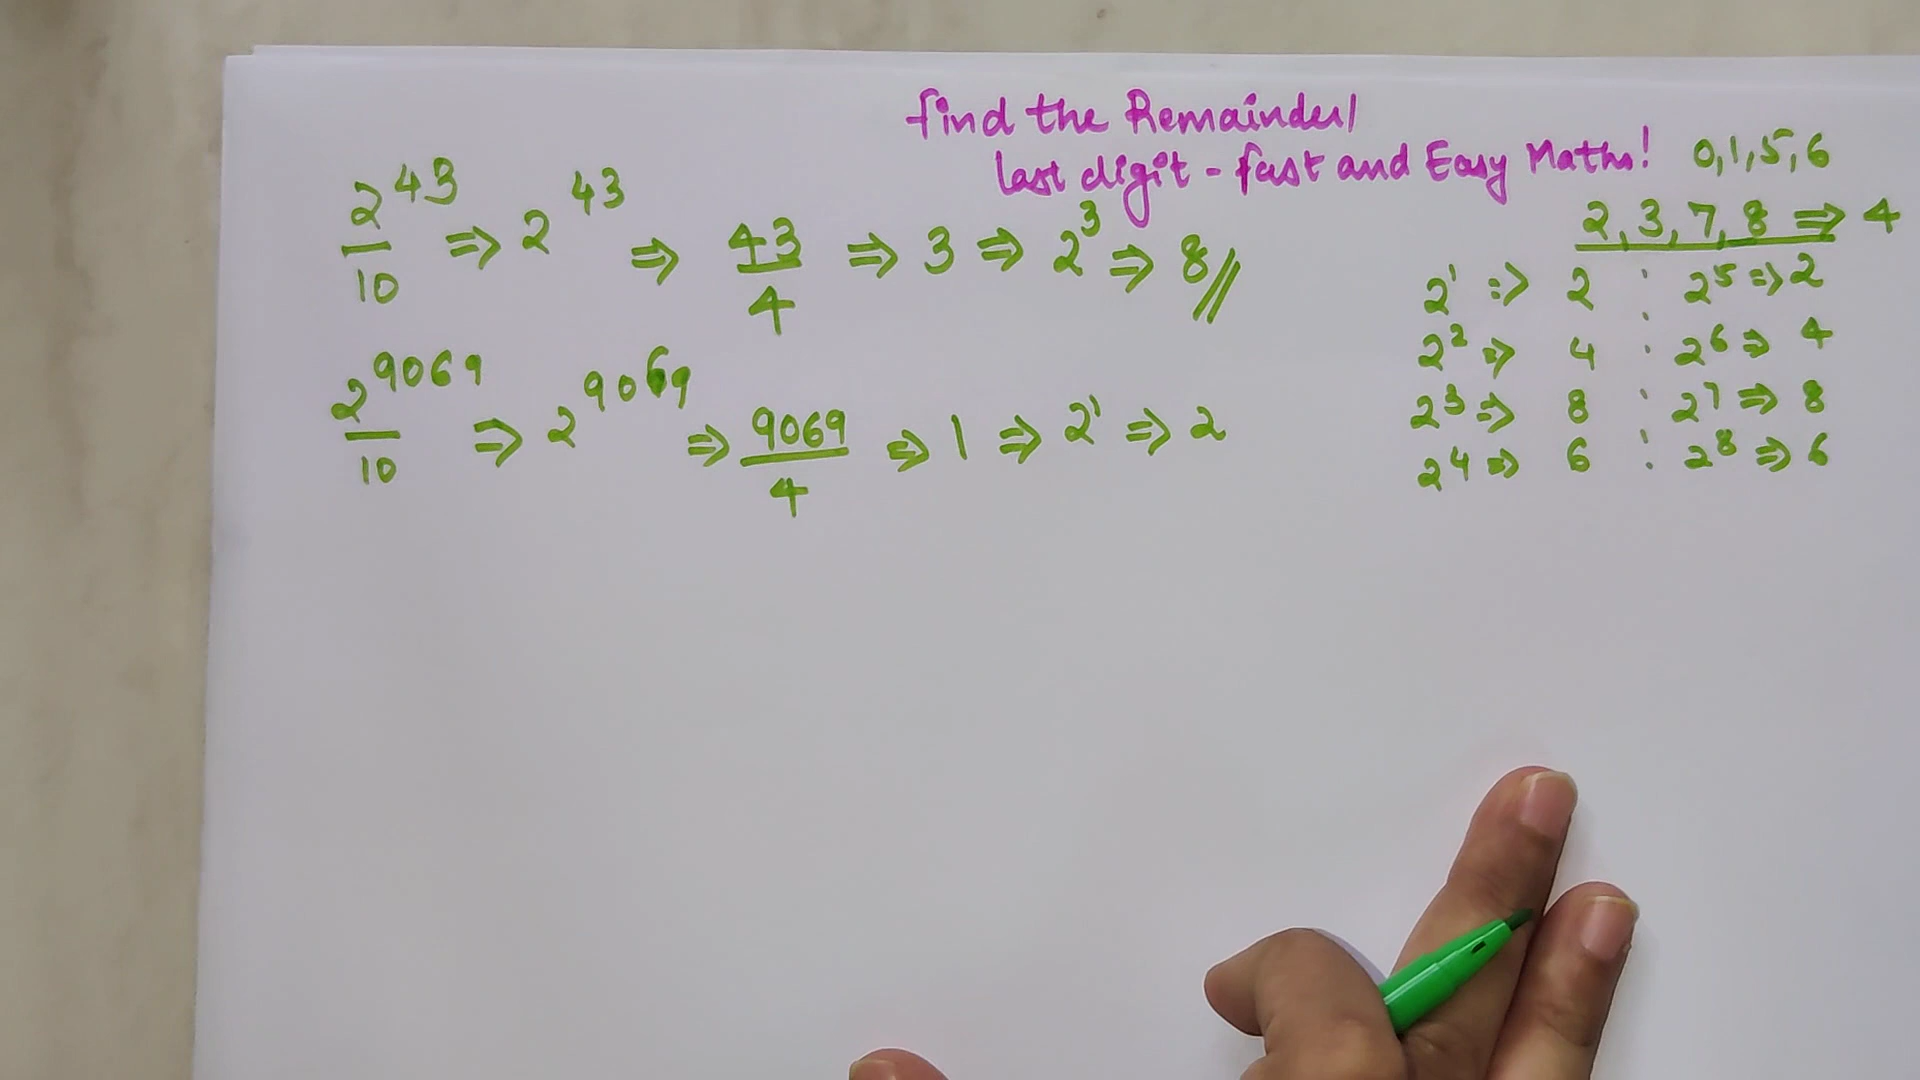 find the Remainder/
last digit - fast and Easy Maths!
0,1,5,6
2,3,7,8 ⇒ 4
2^43/10 ⇒ 2^43 ⇒ 43/4 ⇒ 3 ⇒ 2^3 ⇒ 8//
2^9069/10 ⇒ 2^9069 ⇒ 9069/4 ⇒ 1 ⇒ 2^1 ⇒ 2
2^1 ⇒ 2 : 2^5 ⇒ 2
2^2 ⇒ 4 : 2^6 ⇒ 4
2^3 ⇒ 8 : 2^7 ⇒ 8
2^4 ⇒ 6 : 2^8 ⇒ 6